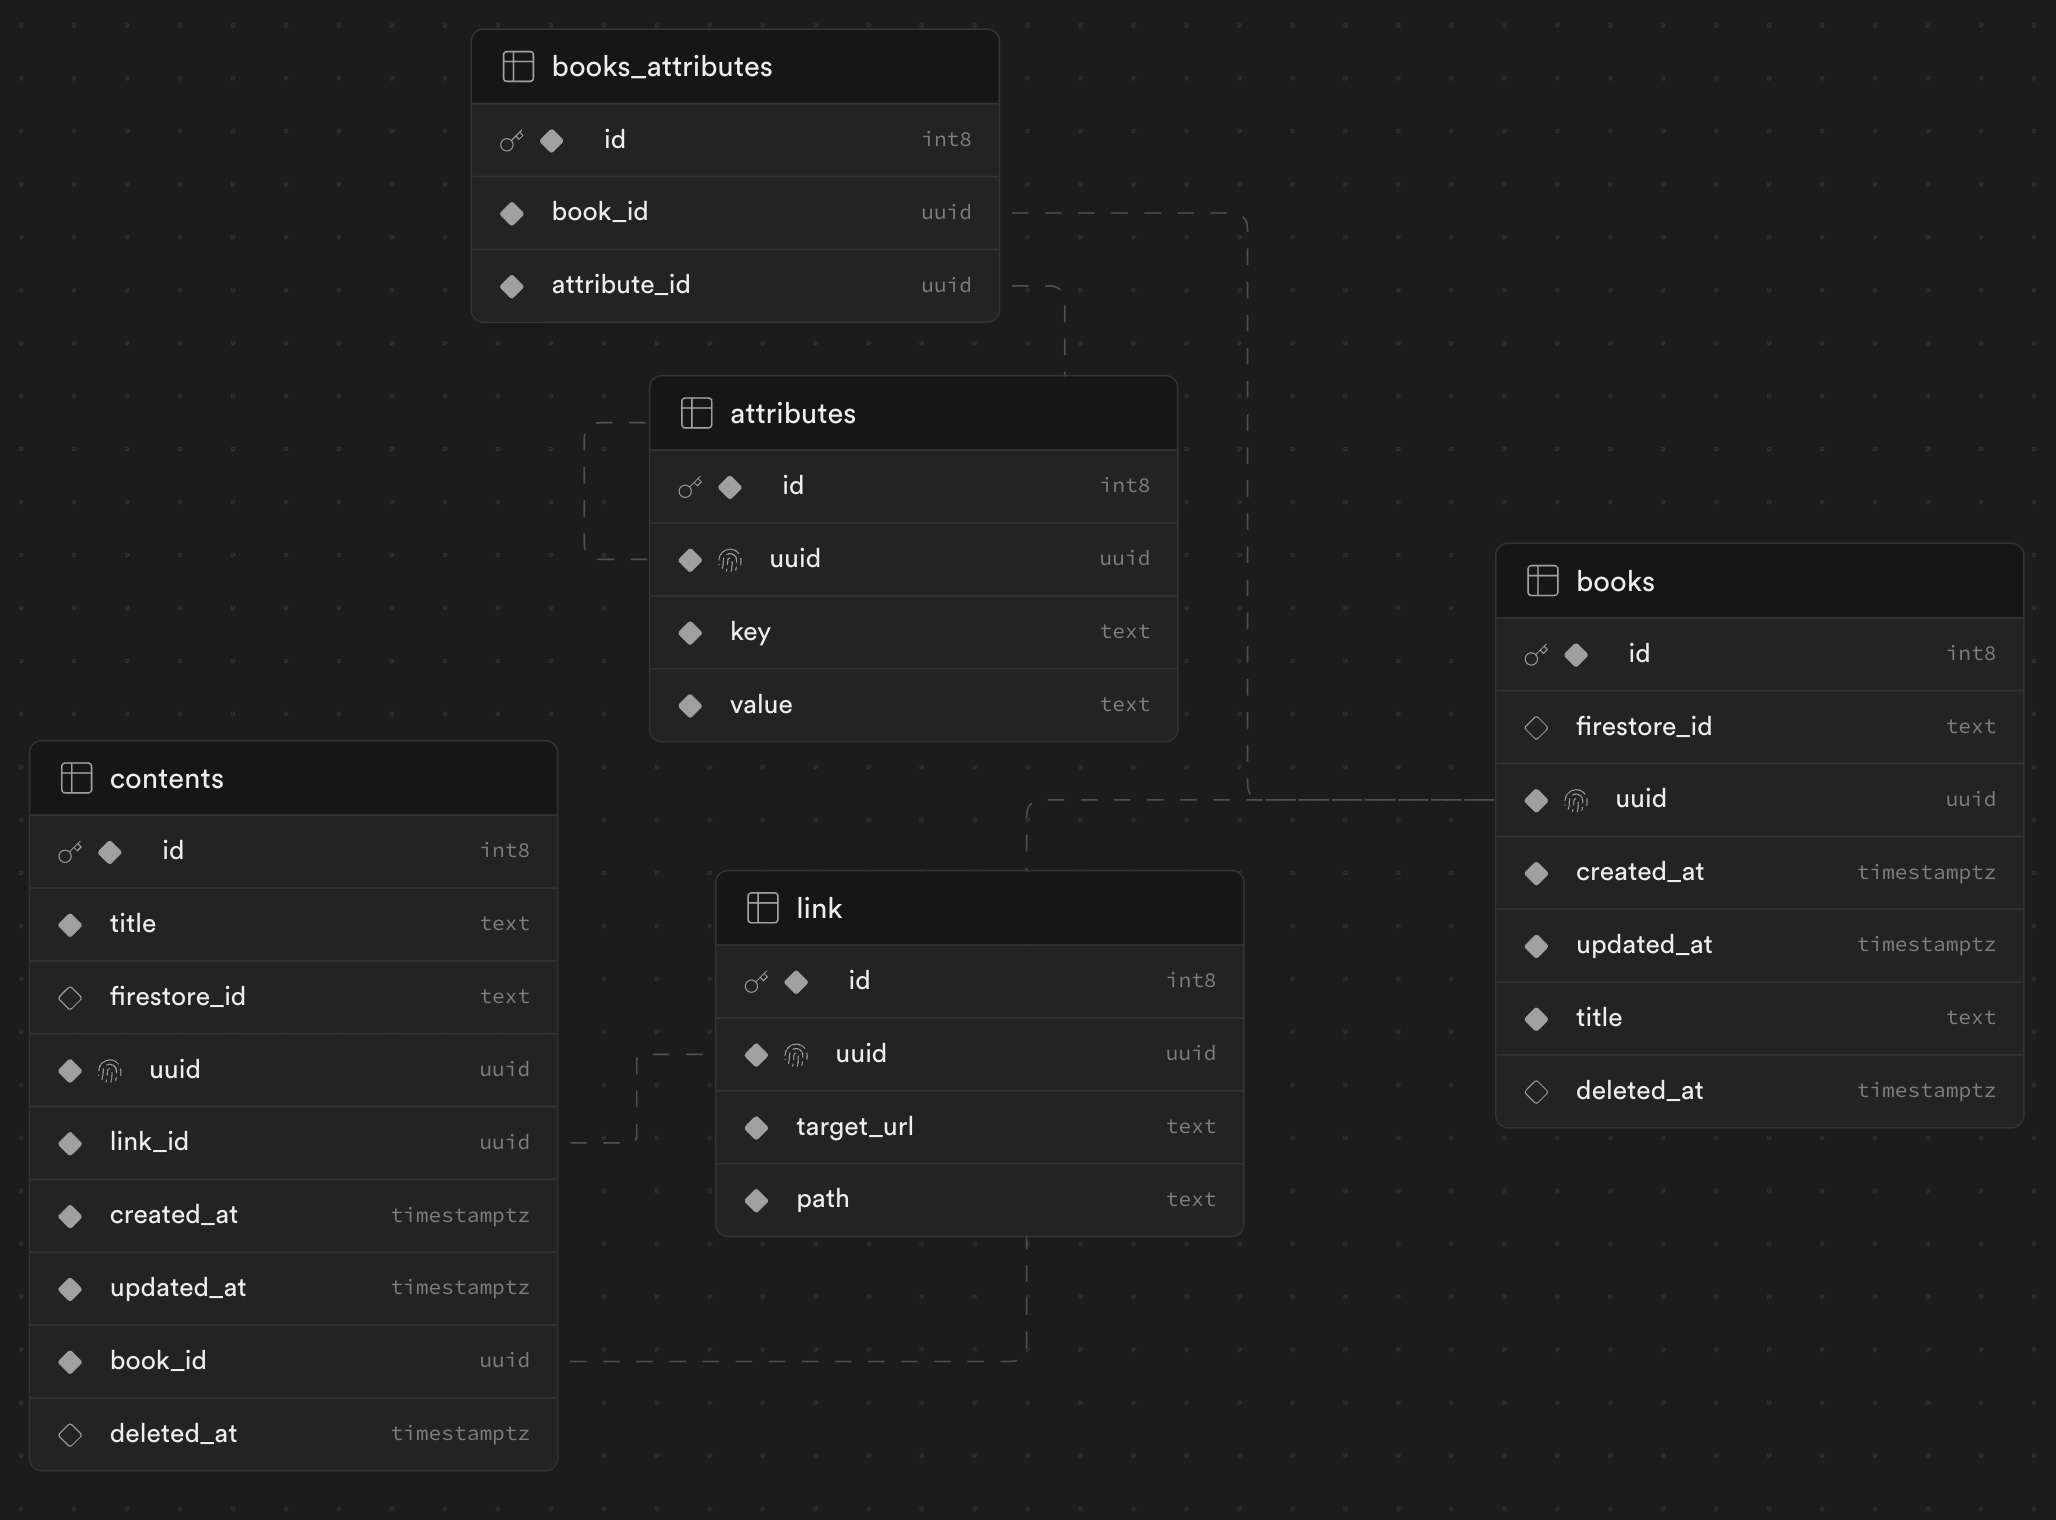 books_attributes
id int8
book_id uuid
attribute_id uuid
attributes
id int8
uuid uuid
key text
value text
books
id int8
firestore_id text
uuid uuid
created_at timestamptz
updated_at timestamptz
title text
deleted_at timestamptz
contents
id int8
title text
firestore_id text
uuid uuid
link_id uuid
created_at timestamptz
updated_at timestamptz
book_id uuid
deleted_at timestamptz
link
id int8
uuid uuid
target_url text
path text